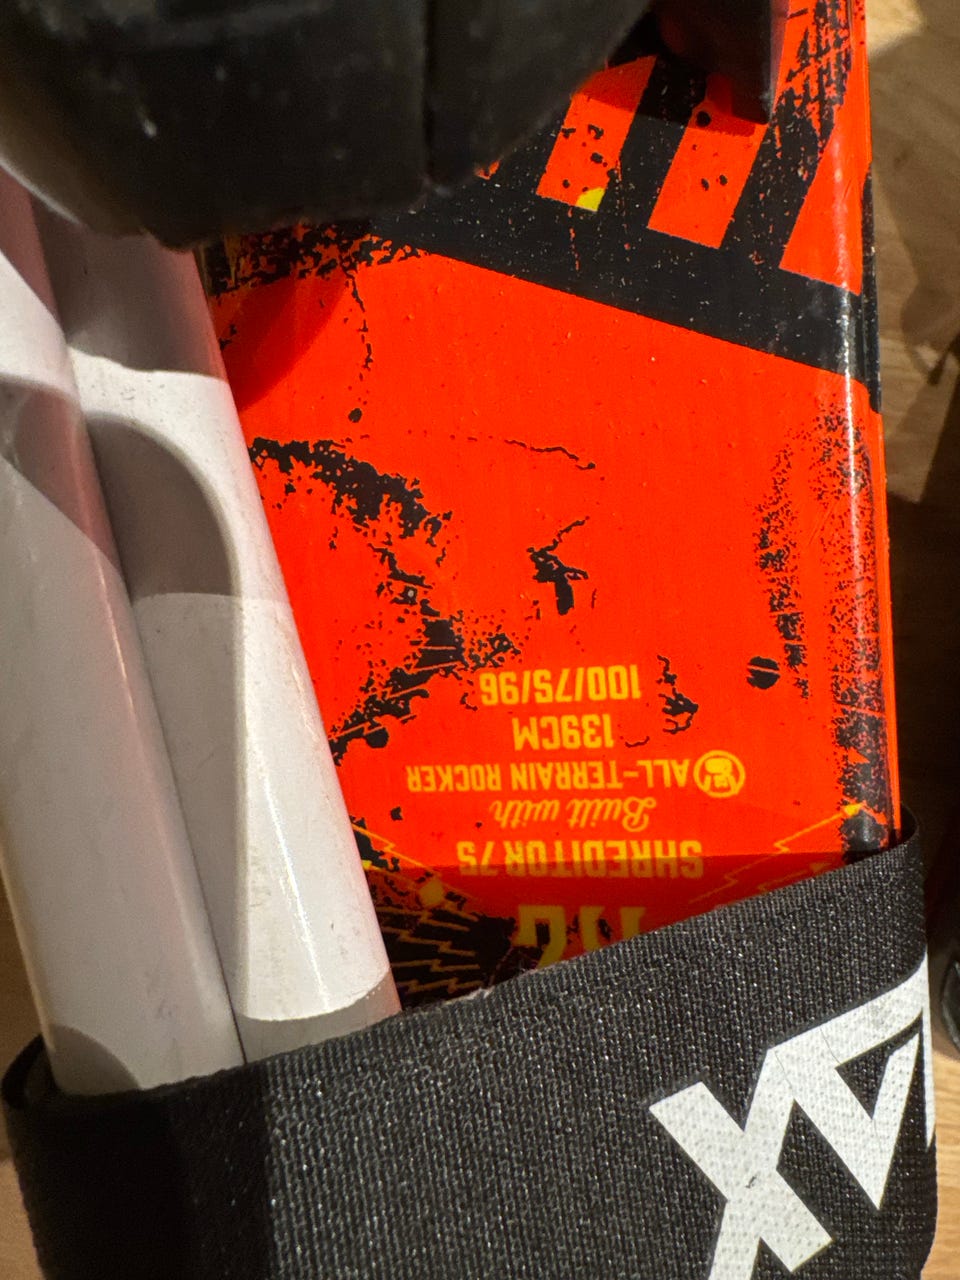 SHREDITOR 75
Built with
ALL-TERRAIN ROCKER
139CM
100/75/96